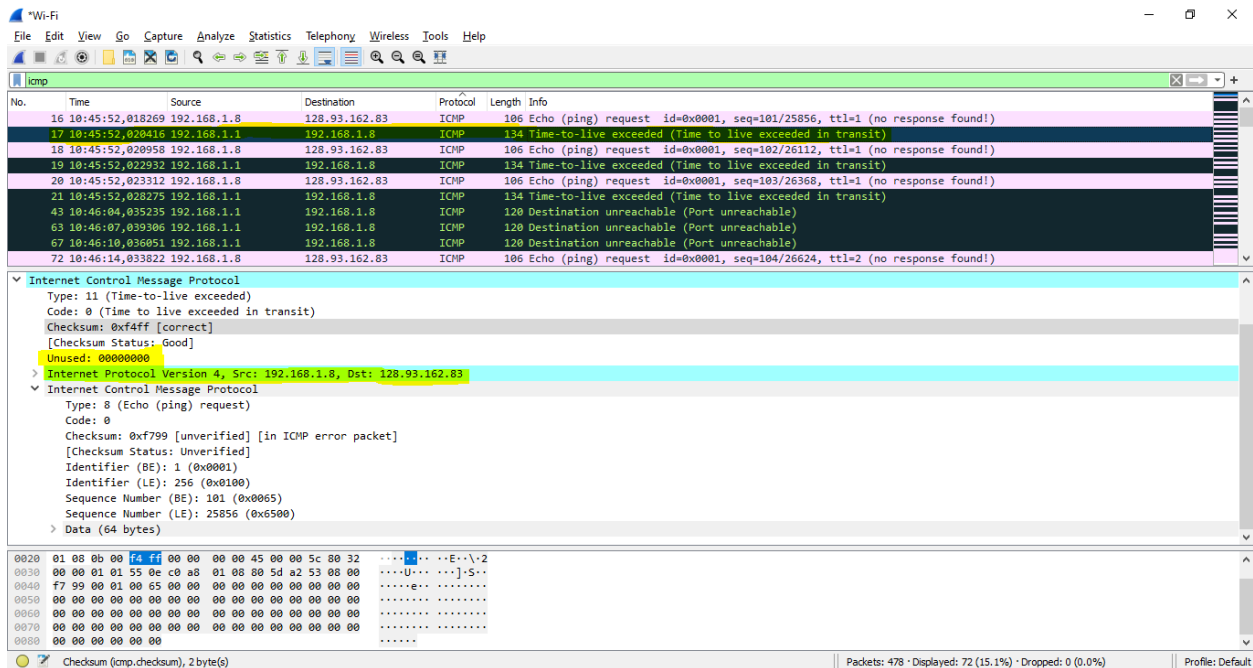 *Wi-Fi
File Edit View Go Capture Analyze Statistics Telephony Wireless Tools Help
icmp
No. Time Source Destination Protocol Length Info
16 10:45:52,018269 192.168.1.8 128.93.162.83 ICMP 106 Echo (ping) request id=0x0001, seq=101/25856, ttl=1 (no response found!)
17 10:45:52,020416 192.168.1.1 192.168.1.8 ICMP 134 Time-to-live exceeded (Time to live exceeded in transit)
18 10:45:52,020958 192.168.1.8 128.93.162.83 ICMP 106 Echo (ping) request id=0x0001, seq=102/26112, ttl=1 (no response found!)
19 10:45:52,022932 192.168.1.1 192.168.1.8 ICMP 134 Time-to-live exceeded (Time to live exceeded in transit)
20 10:45:52,023312 192.168.1.8 128.93.162.83 ICMP 106 Echo (ping) request id=0x0001, seq=103/26368, ttl=1 (no response found!)
21 10:45:52,028275 192.168.1.1 192.168.1.8 ICMP 134 Time-to-live exceeded (Time to live exceeded in transit)
43 10:46:04,035235 192.168.1.1 192.168.1.8 ICMP 120 Destination unreachable (Port unreachable)
63 10:46:07,039306 192.168.1.1 192.168.1.8 ICMP 120 Destination unreachable (Port unreachable)
67 10:46:10,036051 192.168.1.1 192.168.1.8 ICMP 120 Destination unreachable (Port unreachable)
72 10:46:14,033822 192.168.1.8 128.93.162.83 ICMP 106 Echo (ping) request id=0x0001, seq=104/26624, ttl=2 (no response found!)
Internet Control Message Protocol
Type: 11 (Time-to-live exceeded)
Code: 0 (Time to live exceeded in transit)
Checksum: 0xf4ff [correct]
[Checksum Status: Good]
Unused: 00000000
Internet Protocol Version 4, Src: 192.168.1.8, Dst: 128.93.162.83
Internet Control Message Protocol
Type: 8 (Echo (ping) request)
Code: 0
Checksum: 0xf799 [unverified] [in ICMP error packet]
[Checksum Status: Unverified]
Identifier (BE): 1 (0x0001)
Identifier (LE): 256 (0x0100)
Sequence Number (BE): 101 (0x0065)
Sequence Number (LE): 25856 (0x6500)
Data (64 bytes)
0020 01 08 0b 00 f4 ff 00 00 00 00 45 00 00 5c 80 32 ··········E··\·2
0030 00 00 01 01 55 0e c0 a8 01 08 80 5d a2 53 08 00 ····U······]·S··
0040 f7 99 00 01 00 65 00 00 00 00 00 00 00 00 00 00 ·····e··········
0050 00 00 00 00 00 00 00 00 00 00 00 00 00 00 00 00 ················
0060 00 00 00 00 00 00 00 00 00 00 00 00 00 00 00 00 ················
0070 00 00 00 00 00 00 00 00 00 00 00 00 00 00 00 00 ················
0080 00 00 00 00 00 00 ······
Checksum (icmp.checksum), 2 byte(s) Packets: 478 · Displayed: 72 (15.1%) · Dropped: 0 (0.0%) Profile: Default